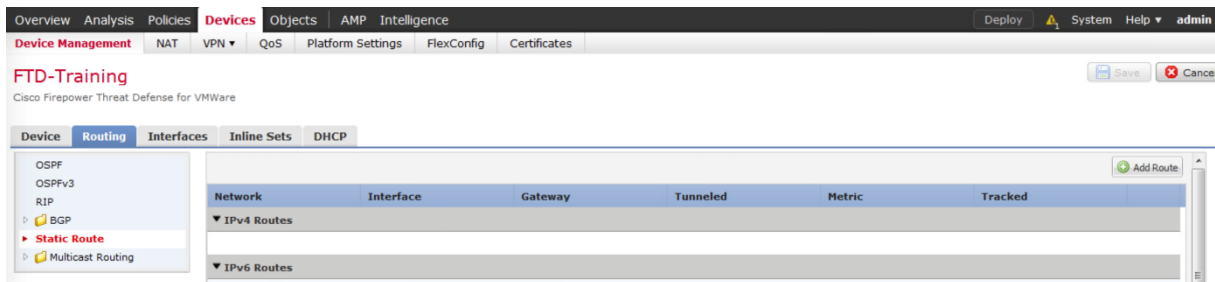 Overview Analysis Policies Devices Objects AMP Intelligence Deploy 1 System Help ▼ admin
Device Management NAT VPN ▼ QoS Platform Settings FlexConfig Certificates
FTD-Training Save Cance
Cisco Firepower Threat Defense for VMWare
Device Routing Interfaces Inline Sets DHCP
OSPF
OSPFv3
RIP
BGP
Static Route
Multicast Routing
Add Route
Network Interface Gateway Tunneled Metric Tracked
▼ IPv4 Routes
▼ IPv6 Routes